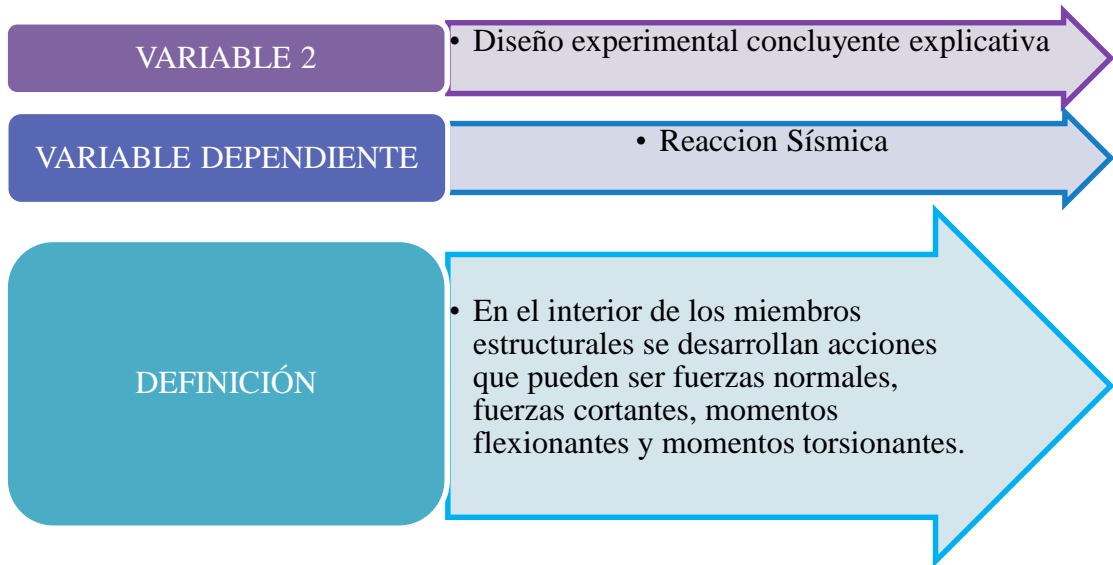 VARIABLE 2
• Diseño experimental concluyente explicativa
VARIABLE DEPENDIENTE
• Reaccion Sísmica
DEFINICIÓN
• En el interior de los miembros
estructurales se desarrollan acciones
que pueden ser fuerzas normales,
fuerzas cortantes, momentos
flexionantes y momentos torsionantes.